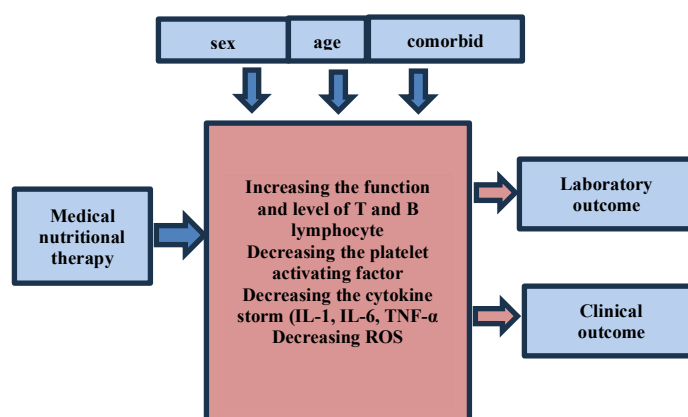 sex
age
comorbid
Medical
nutritional
therapy
Increasing the function
and level of T and B
lymphocyte
Decreasing the platelet
activating factor
Decreasing the cytokine
storm (IL-1, IL-6, TNF-α
Decreasing ROS
Laboratory
outcome
Clinical
outcome